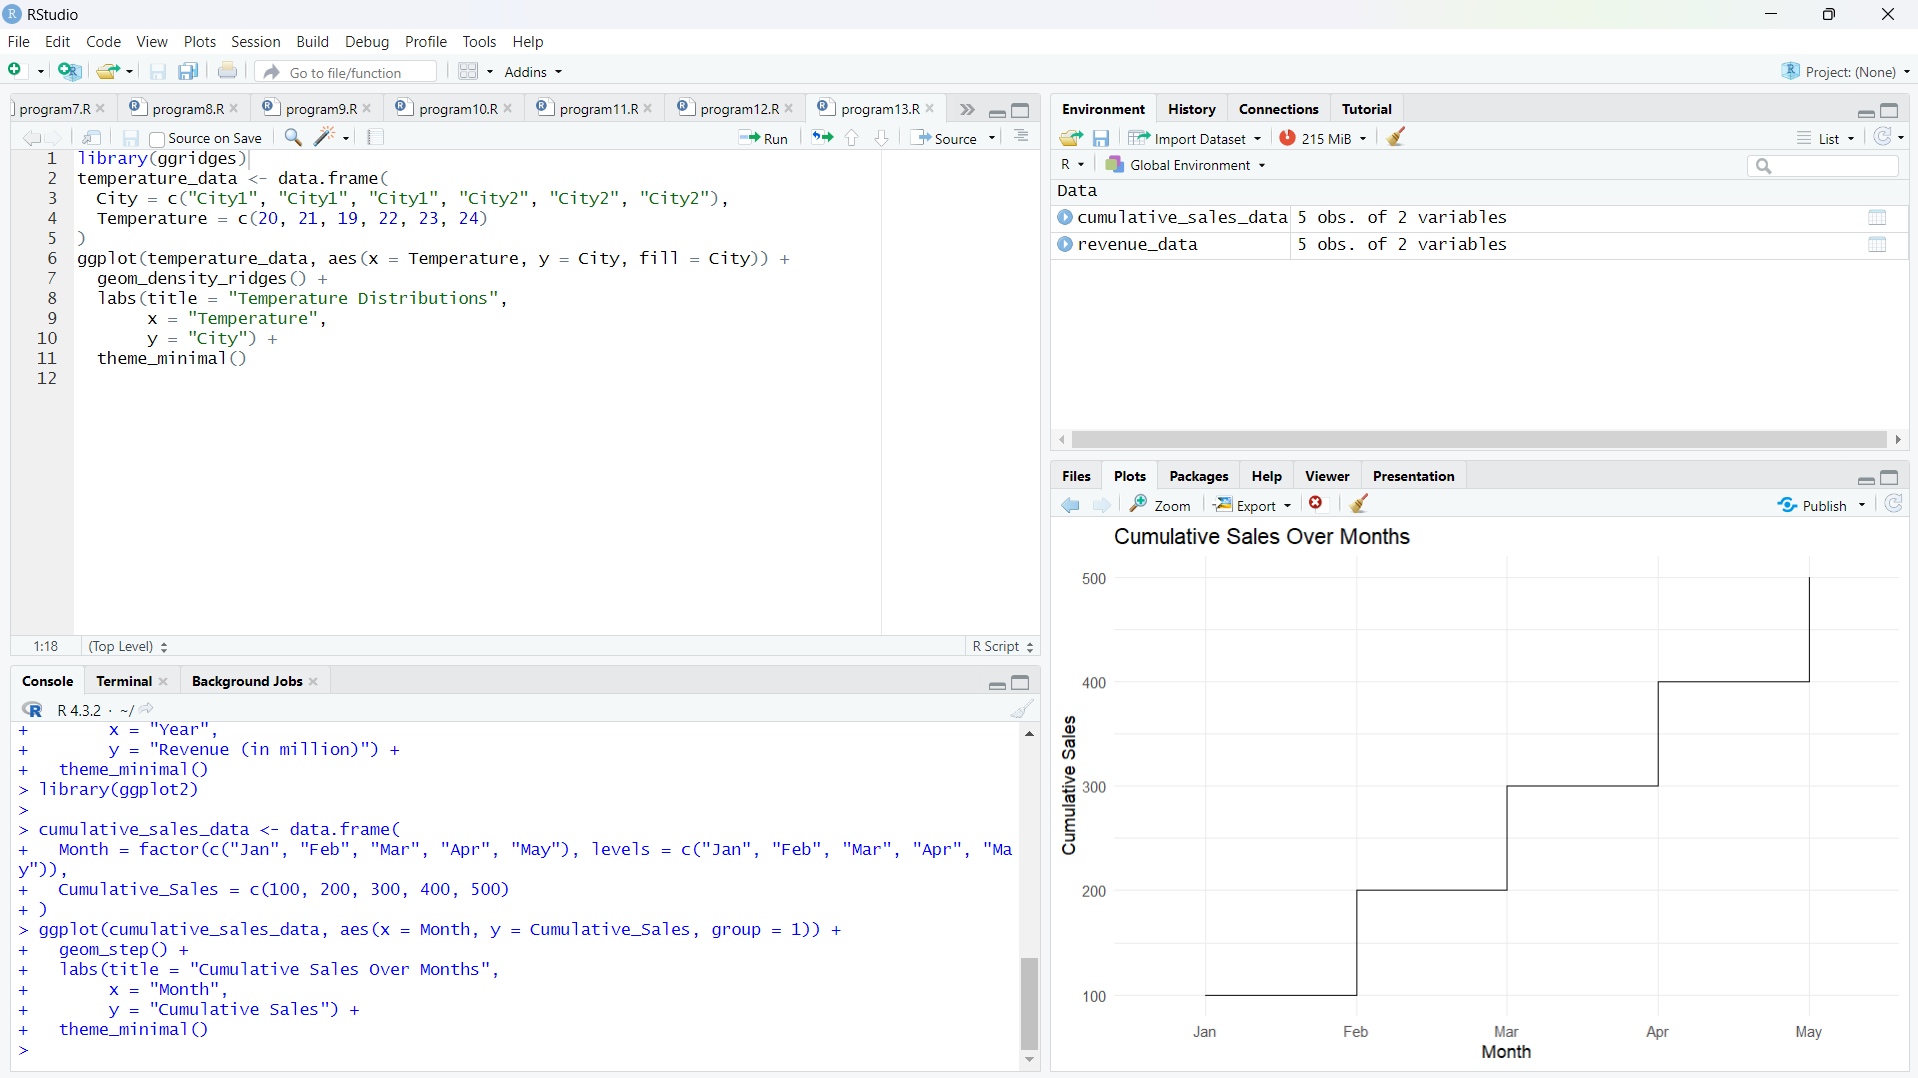 RStudio
File Edit Code View Plots Session Build Debug Profile Tools Help
Go to file/function Addins Project: (None)
program7.R program8.R program9.R program10.R program11.R program12.R program13.R
Source on Save Run Source
1 library(ggridges)
2 temperature_data <- data.frame(
3 City = c("City1", "City1", "City1", "City2", "City2", "City2"),
4 Temperature = c(20, 21, 19, 22, 23, 24)
5 )
6 ggplot(temperature_data, aes(x = Temperature, y = City, fill = City)) +
7 geom_density_ridges() +
8 labs(title = "Temperature Distributions",
9 x = "Temperature",
10 y = "City") +
11 theme_minimal()
12
1:18 (Top Level) R Script
Console Terminal Background Jobs
R 4.3.2 · ~/
+ x = "Year",
+ y = "Revenue (in million)") +
+ theme_minimal()
> library(ggplot2)
>
> cumulative_sales_data <- data.frame(
+ Month = factor(c("Jan", "Feb", "Mar", "Apr", "May"), levels = c("Jan", "Feb", "Mar", "Apr", "Ma
y")),
+ Cumulative_Sales = c(100, 200, 300, 400, 500)
+ )
> ggplot(cumulative_sales_data, aes(x = Month, y = Cumulative_Sales, group = 1)) +
+ geom_step() +
+ labs(title = "Cumulative Sales Over Months",
+ x = "Month",
+ y = "Cumulative Sales") +
+ theme_minimal()
>
Environment History Connections Tutorial
Import Dataset 215 MiB List
R Global Environment
Data
cumulative_sales_data 5 obs. of 2 variables
revenue_data 5 obs. of 2 variables
Files Plots Packages Help Viewer Presentation
Zoom Export Publish
Cumulative Sales Over Months
500
400
300
200
100
Cumulative Sales
Jan Feb Mar Apr May
Month